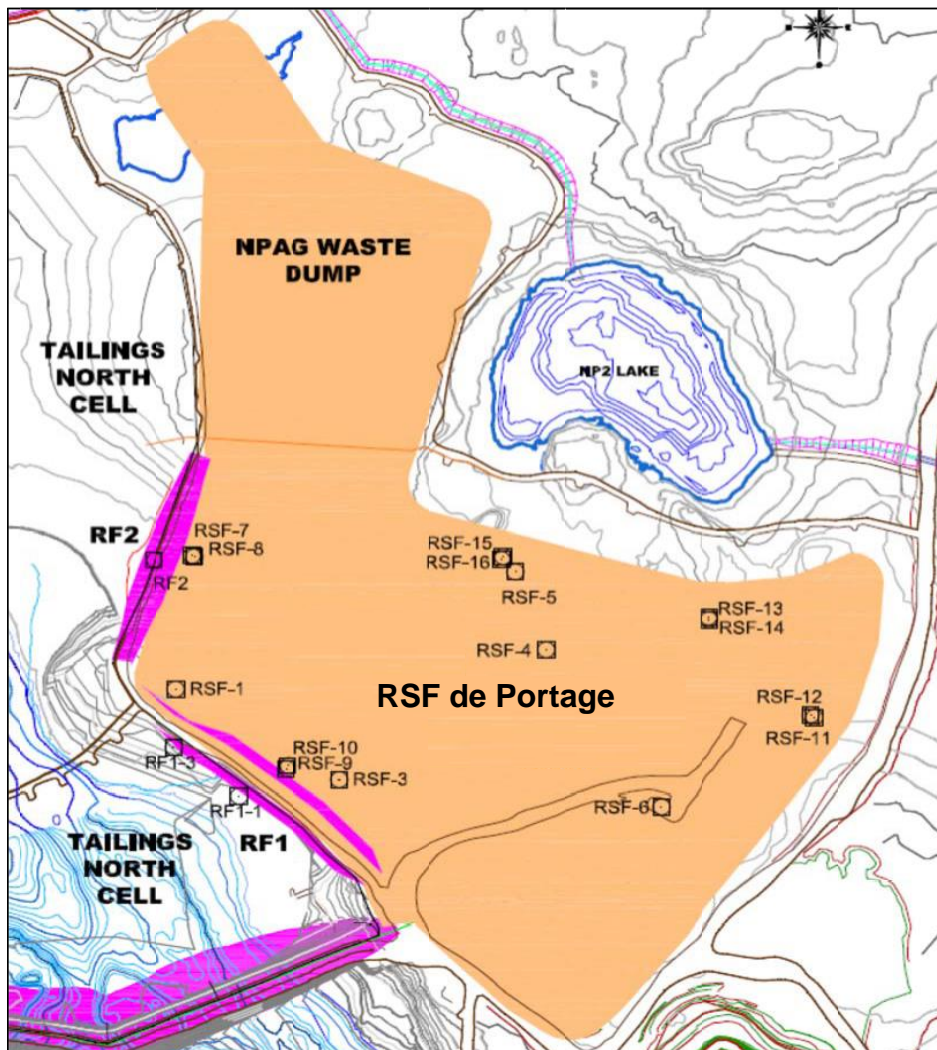 NPAG WASTE
DUMP
TAILINGS
NORTH
CELL
NP2 LAKE
RF2
RSF-7
RSF-8
RF2
RSF-15
RSF-16
RSF-5
RSF-13
RSF-14
RSF-4
RSF-1
RSF de Portage
RSF-12
RSF-11
RF1-3
RSF-10
RSF-9
RSF-3
RF1-1
RSF-6
RF1
TAILINGS
NORTH
CELL